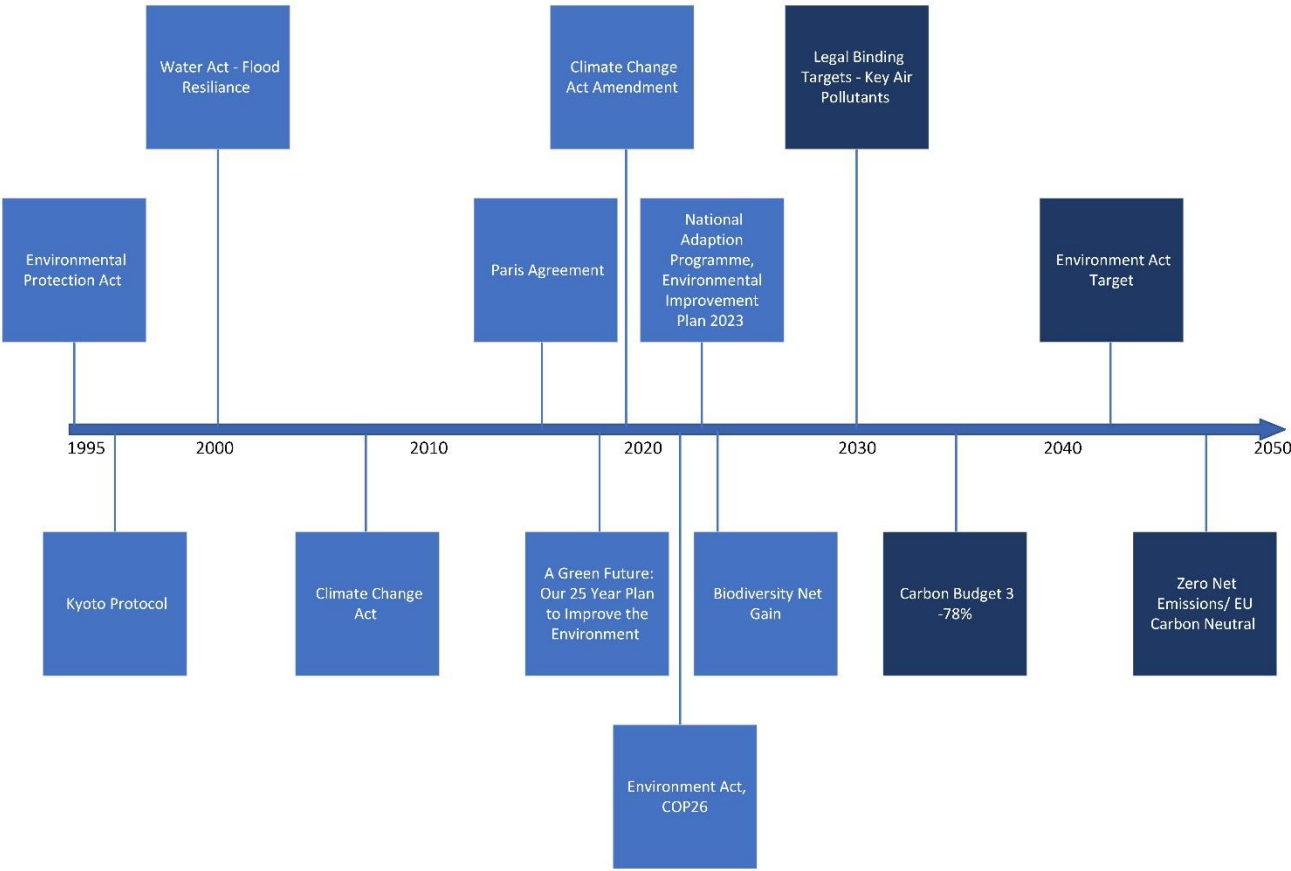 Water Act - Flood
Resiliance
Climate Change
Act Amendment
Legal Binding
Targets - Key Air
Pollutants
Environmental
Protection Act
Paris Agreement
National
Adaption
Programme,
Environmental
Improvement
Plan 2023
Environment Act
Target
1995
2000
2010
2020
2030
2040
2050
Kyoto Protocol
Climate Change
Act
A Green Future:
Our 25 Year Plan
to Improve the
Environment
Biodiversity Net
Gain
Carbon Budget 3
-78%
Zero Net
Emissions/ EU
Carbon Neutral
Environment Act,
COP26